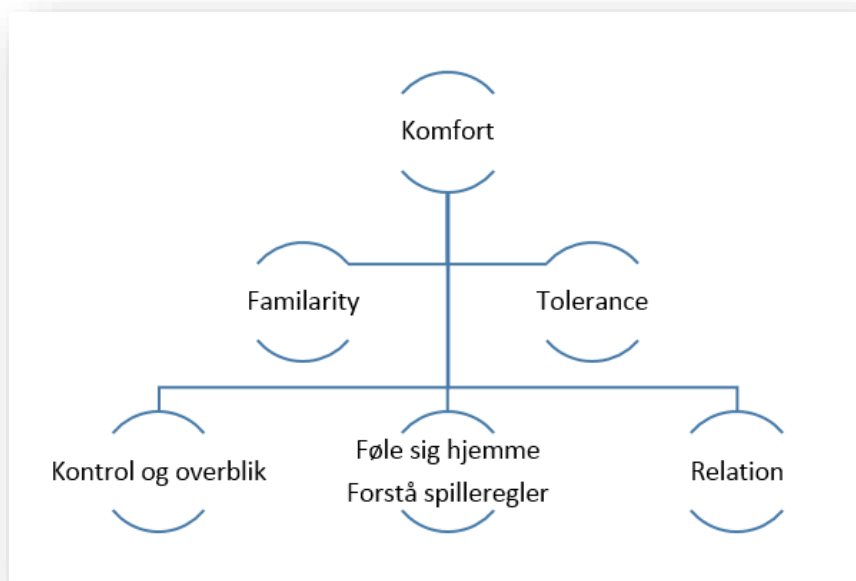 Komfort
Familarity
Tolerance
Kontrol og overblik
Føle sig hjemme
Forstå spilleregler
Relation